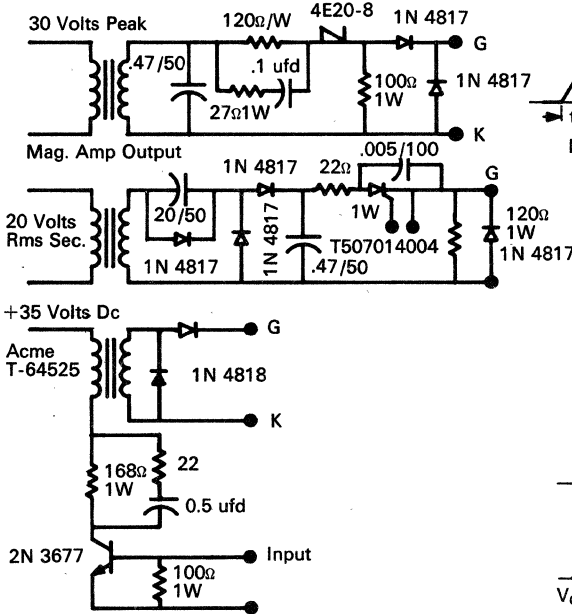 30 Volts Peak
120Ω/W
4E20-8
1N 4817
G
.47/50
.1 ufd
27Ω1W
100Ω
1W
1N 4817
K
Mag. Amp Output
1N 4817
22Ω
.005/100
G
20 Volts
Rms Sec.
20/50
1N 4817
1N 4817
.47/50
1W
T507014004
120Ω
1W
1N 4817
+35 Volts Dc
G
Acme
T-64525
1N 4818
K
168Ω
1W
22
0.5 ufd
2N 3677
Input
100Ω
1W